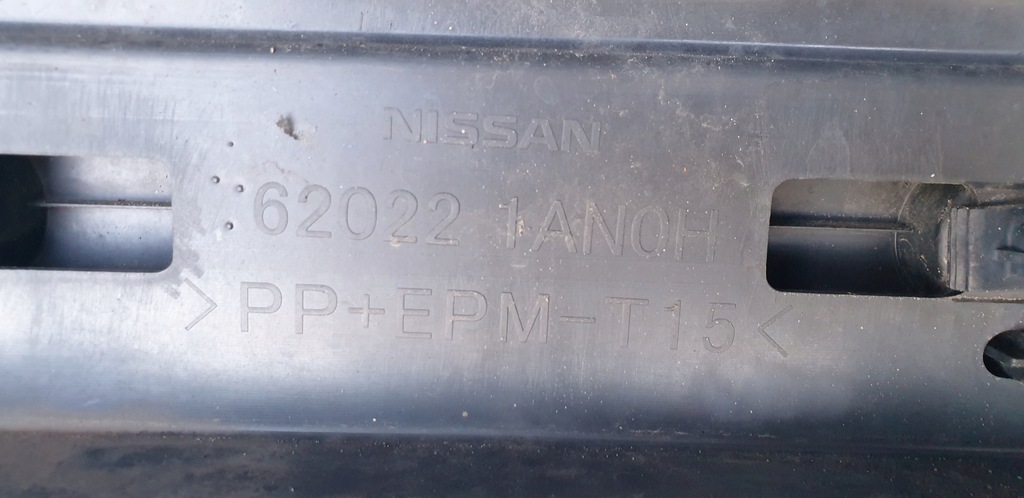 NISSAN
62022 1AN0H
>PP+EPM-T15<